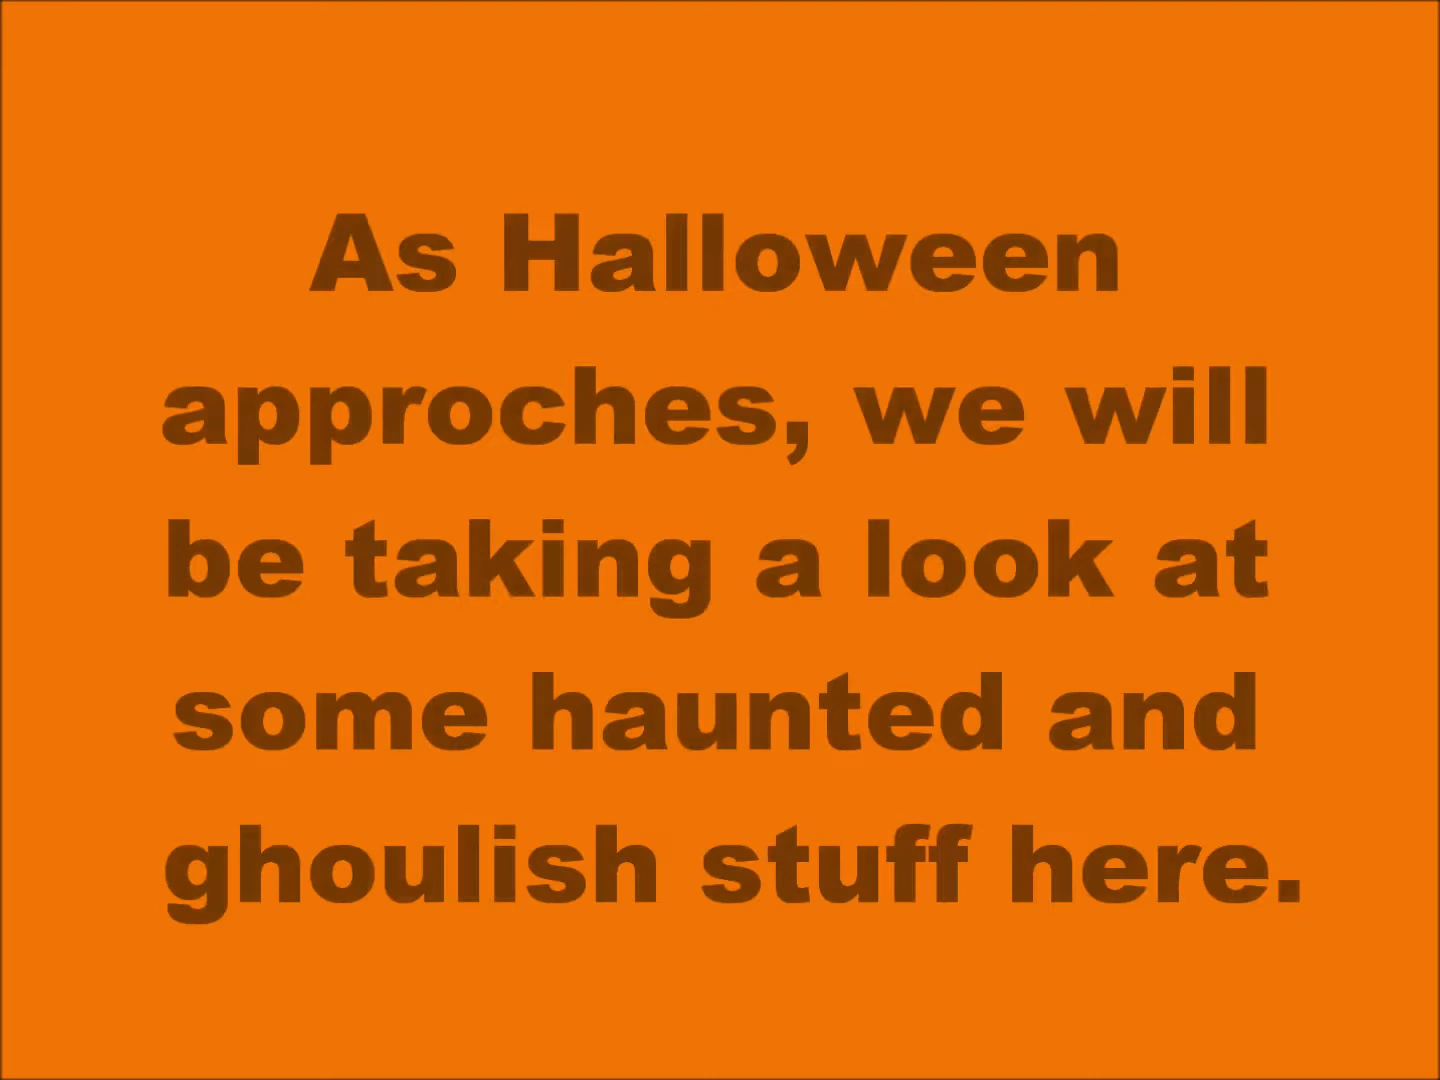 As Halloween
approches, we will
be taking a look at
some haunted and
ghoulish stuff here.